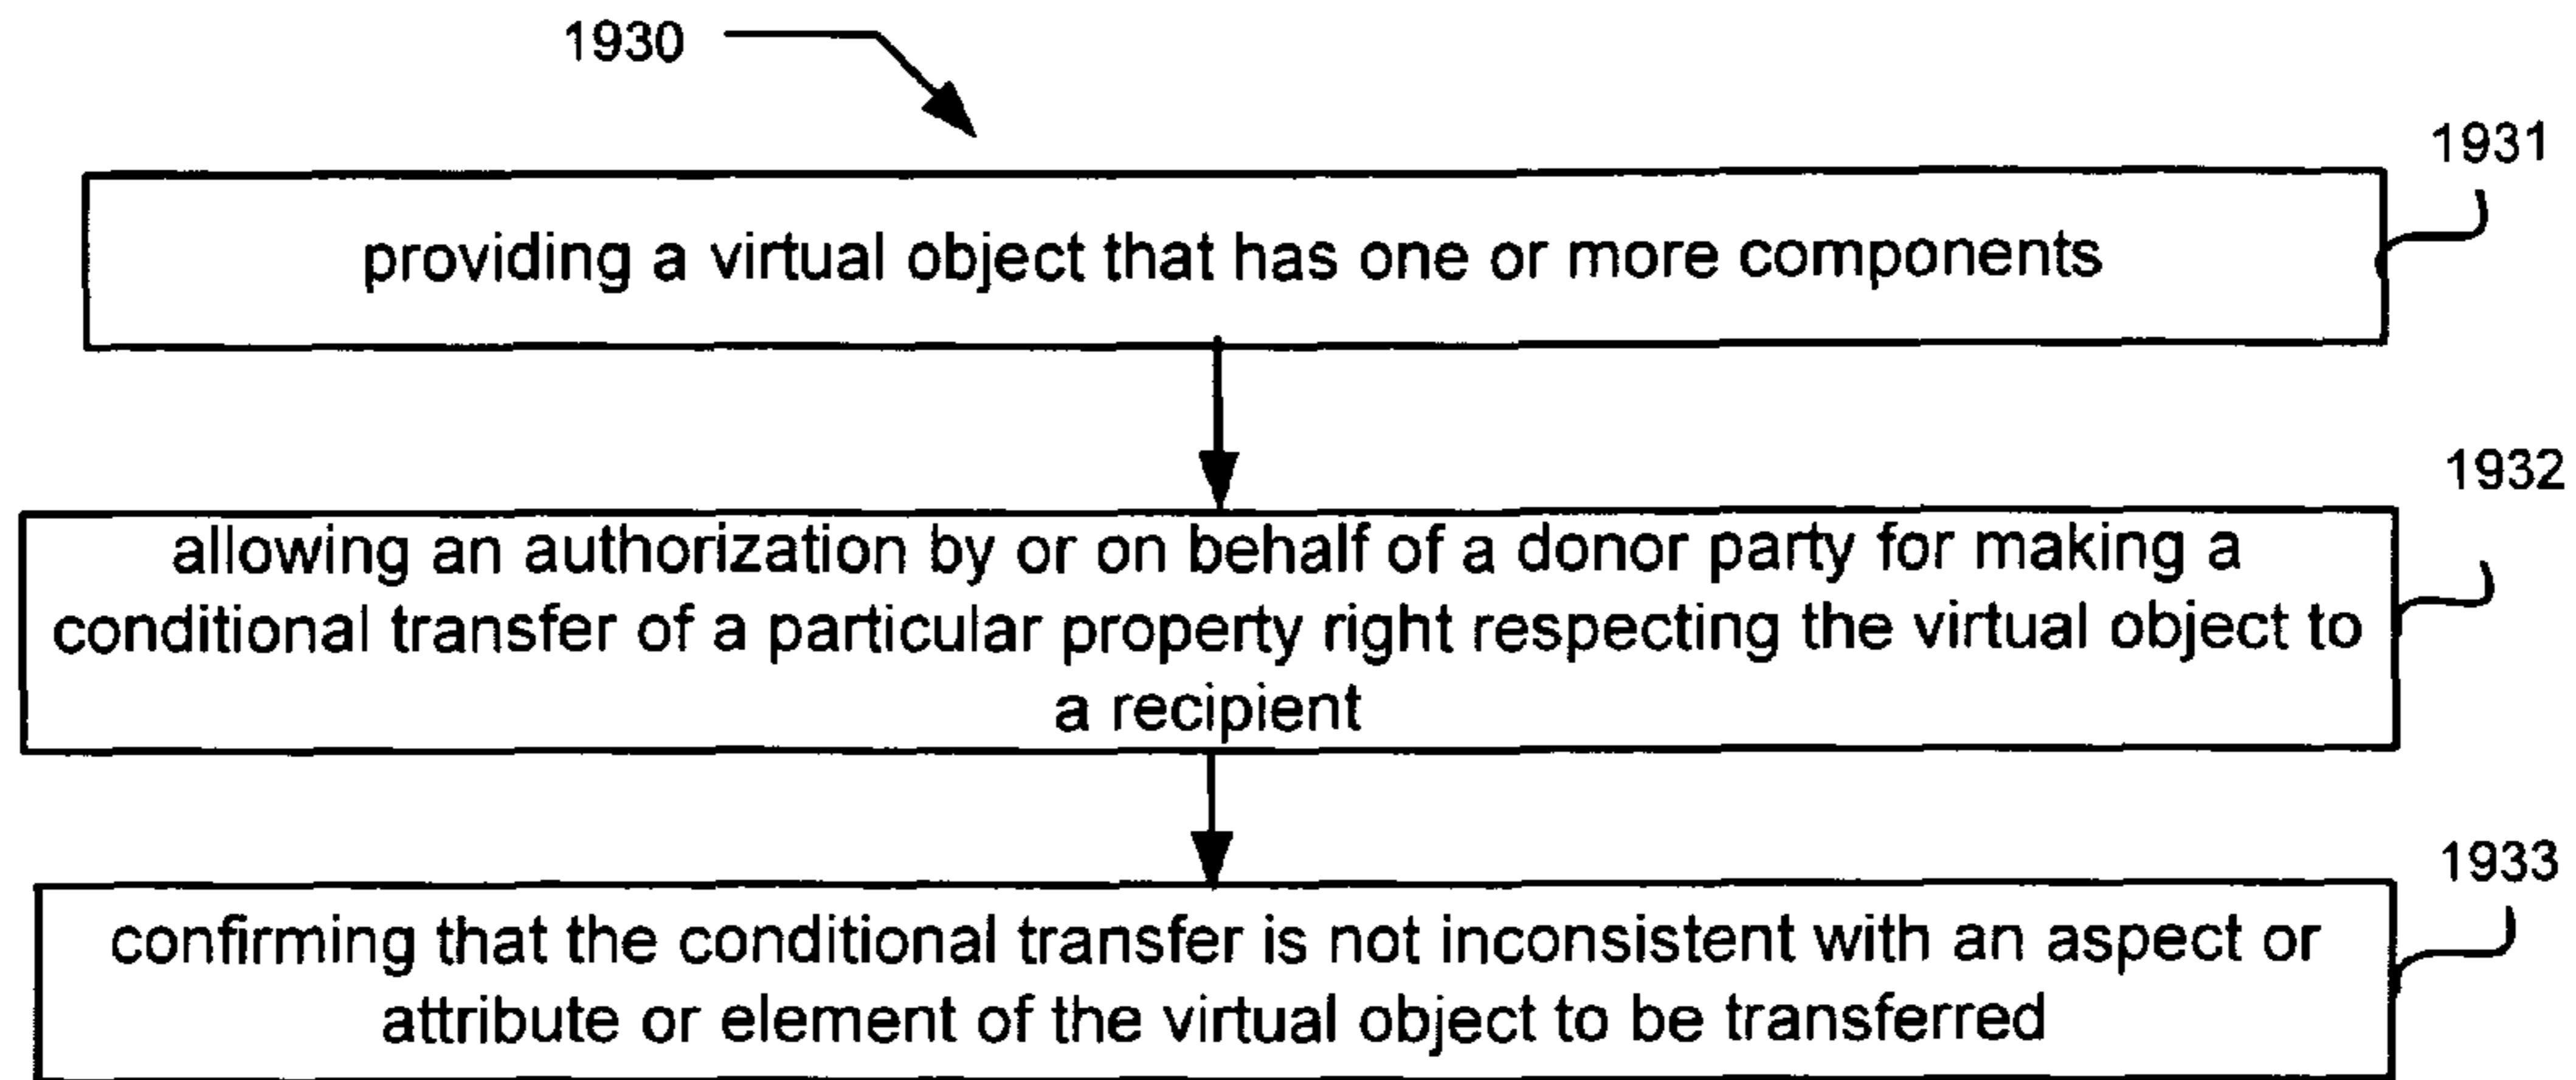 1930
1931
providing a virtual object that has one or more components
1932
allowing an authorization by or on behalf of a donor party for making a
conditional transfer of a particular property right respecting the virtual object to
a recipient
1933
confirming that the conditional transfer is not inconsistent with an aspect or
attribute or element of the virtual object to be transferred